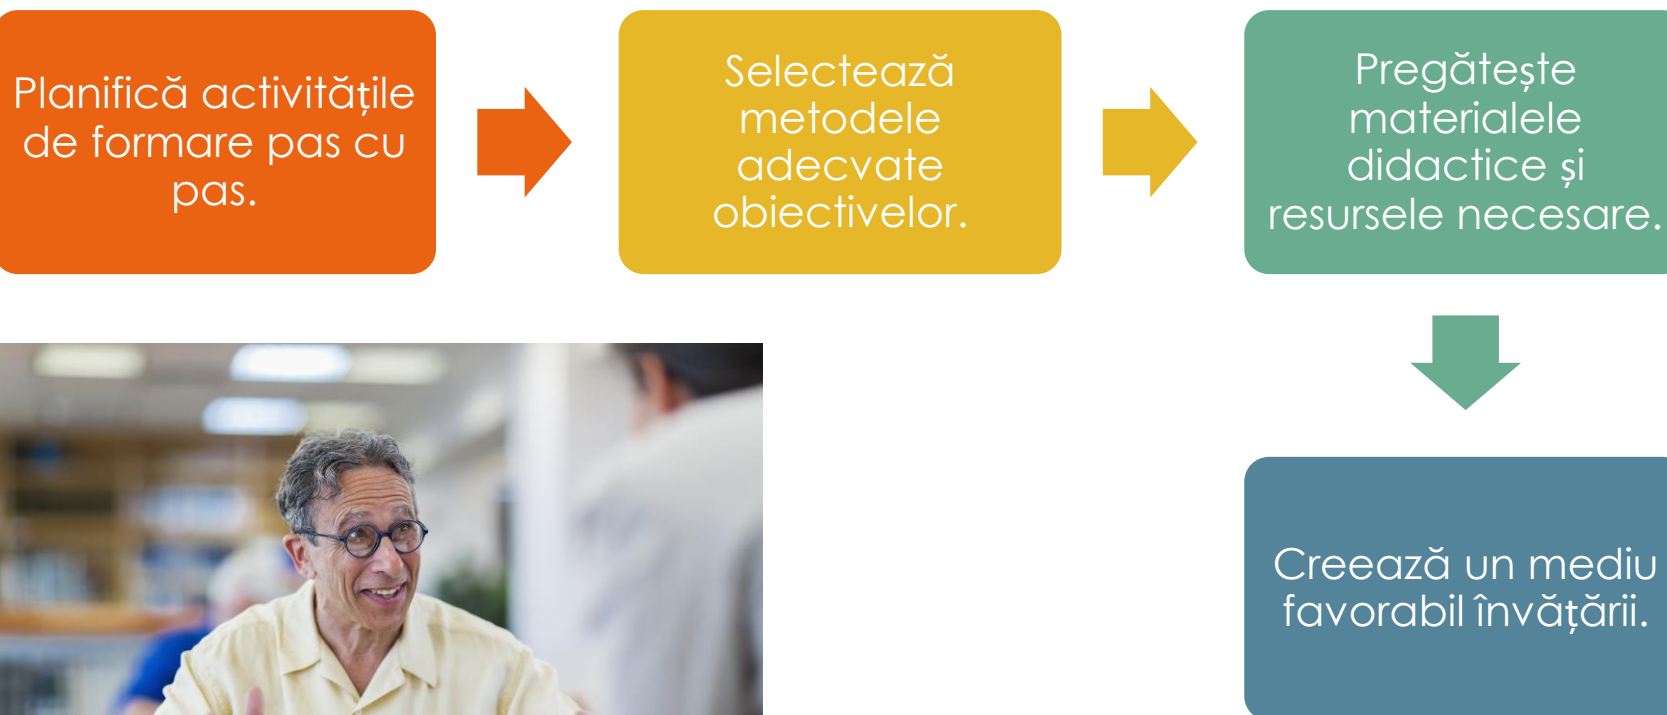 Planifică activitățile
de formare pas cu
pas.
Selectează
metodele
adecvate
obiectivelor.
Pregătește
materialele
didactice și
resursele necesare.
Creează un mediu
favorabil învățării.